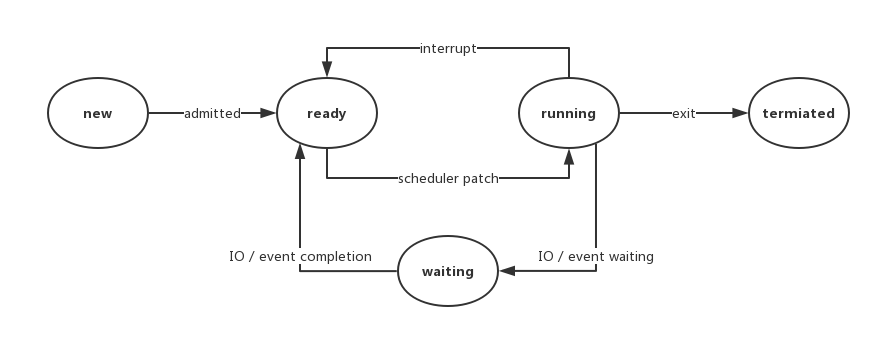 interrupt
new
admitted
ready
running
exit
termiated
scheduler patch
IO / event completion
IO / event waiting
waiting